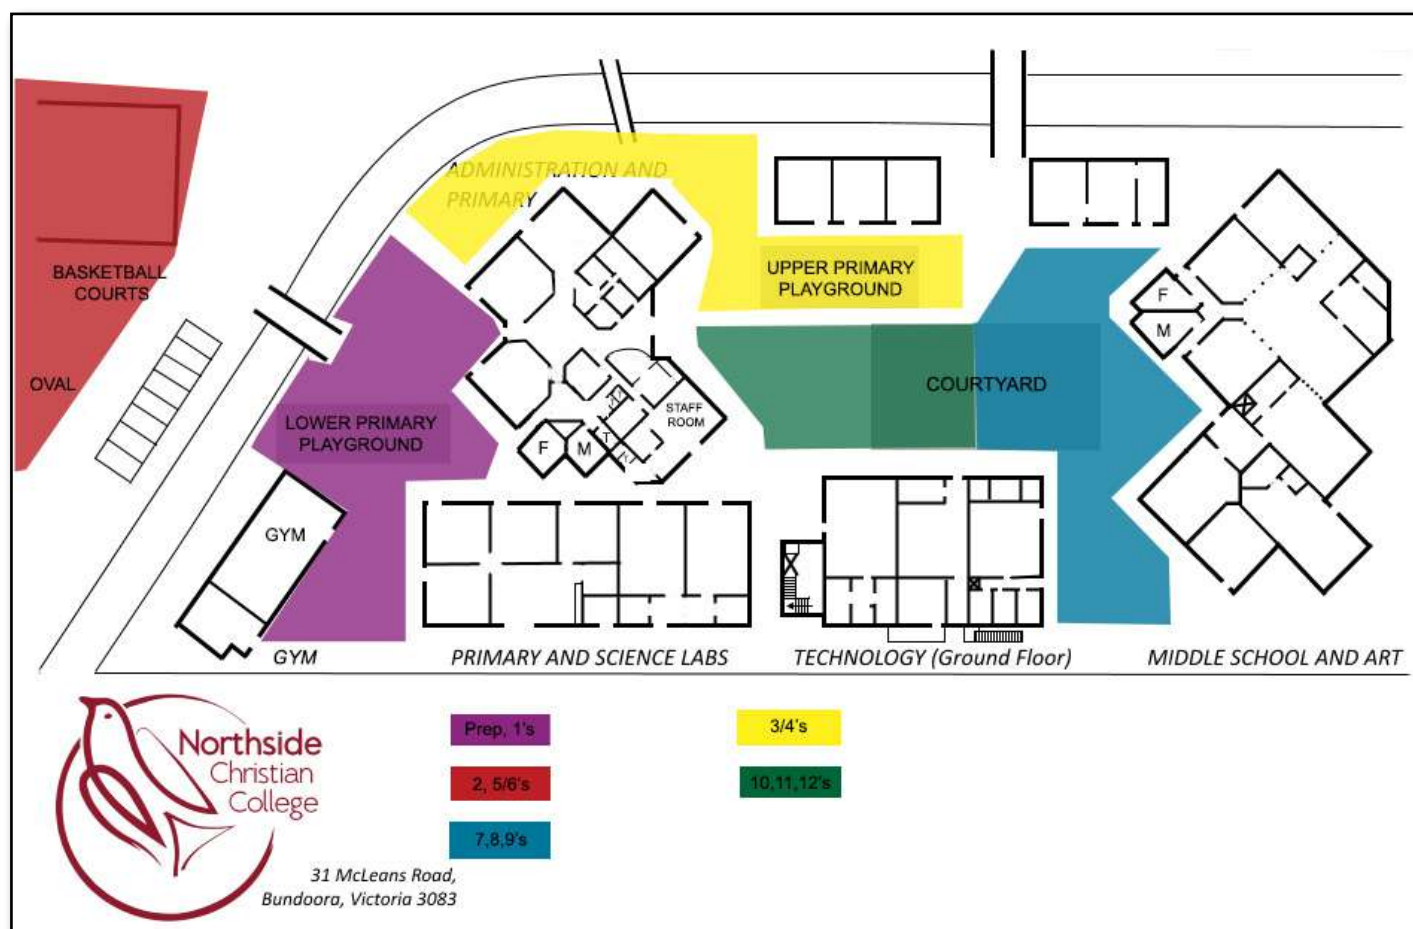 ADMINISTRATION AND
PRIMARY
BASKETBALL
COURTS
OVAL
UPPER PRIMARY
PLAYGROUND
F
M
COURTYARD
LOWER PRIMARY
PLAYGROUND
STAFF
ROOM
F
M
T
GYM
GYM
PRIMARY AND SCIENCE LABS
TECHNOLOGY (Ground Floor)
MIDDLE SCHOOL AND ART
Northside
Christian
College
31 McLeans Road,
Bundoora, Victoria 3083
Prep, 1's
3/4's
2, 5/6's
10,11,12's
7,8,9's